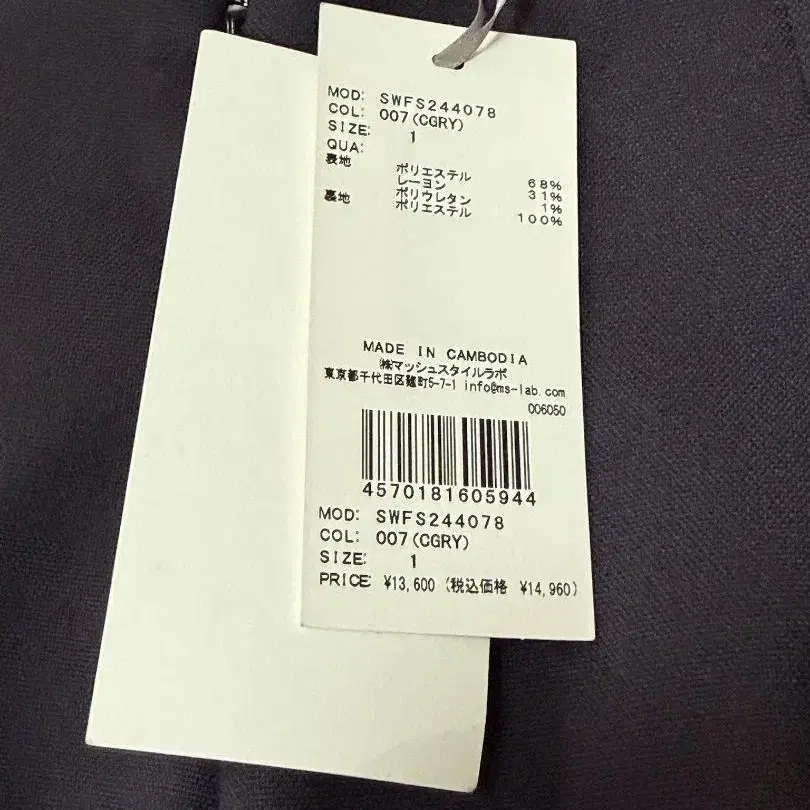 MOD: SWFS244078
COL: 007(CGRY)
SIZE: 1
QUA:
表地 ポリエステル 68%
レーヨン 31%
ポリウレタン 1%
裏地 ポリエステル 100%
MADE IN CAMBODIA
㈱マッシュスタイルラボ
東京都千代田区麹町5-7-1 info@ms-lab.com
006050
4570181605944
MOD: SWFS244078
COL: 007(CGRY)
SIZE: 1
PRICE: ¥13,600 (税込価格 ¥14,960)